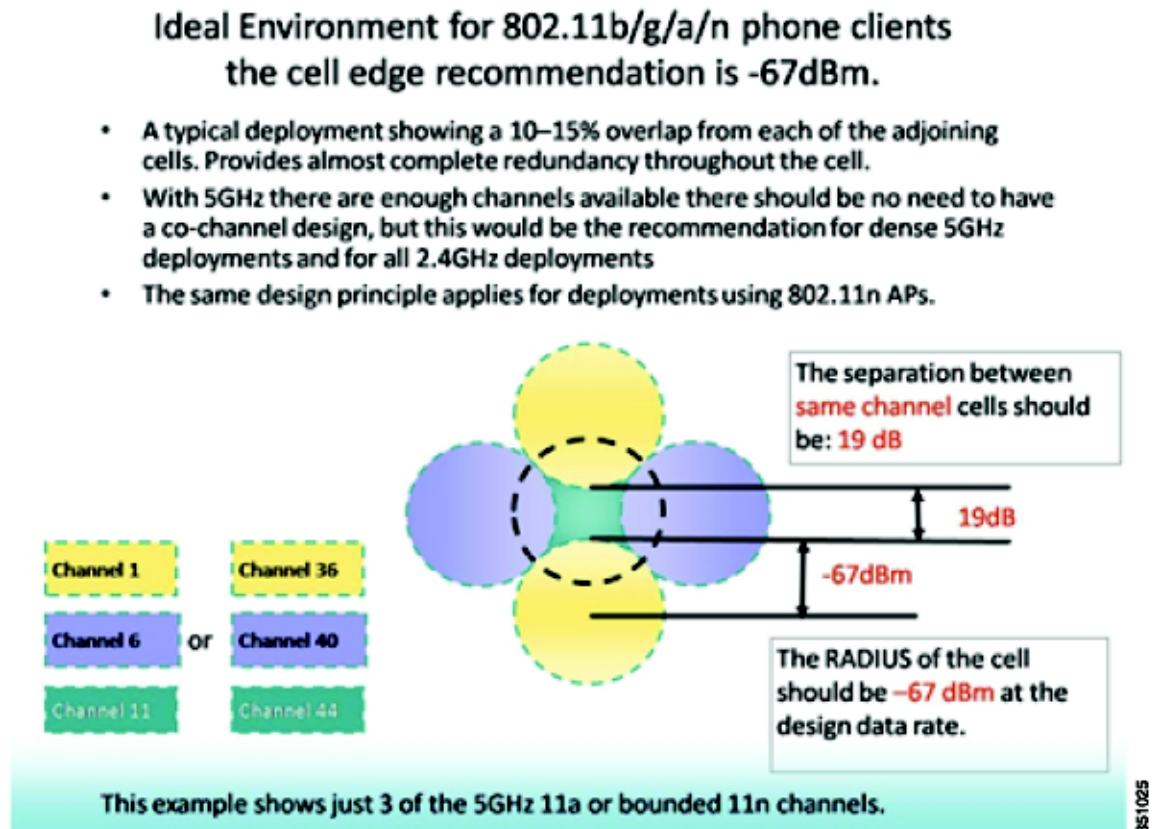 Ideal Environment for 802.11b/g/a/n phone clients
the cell edge recommendation is -67dBm.
• A typical deployment showing a 10–15% overlap from each of the adjoining
cells. Provides almost complete redundancy throughout the cell.
• With 5GHz there are enough channels available there should be no need to have
a co-channel design, but this would be the recommendation for dense 5GHz
deployments and for all 2.4GHz deployments
• The same design principle applies for deployments using 802.11n APs.
The separation between
same channel cells should
be: 19 dB
19dB
-67dBm
Channel 1
Channel 36
Channel 6
or
Channel 40
Channel 11
Channel 44
The RADIUS of the cell
should be –67 dBm at the
design data rate.
This example shows just 3 of the 5GHz 11a or bounded 11n channels.
351025